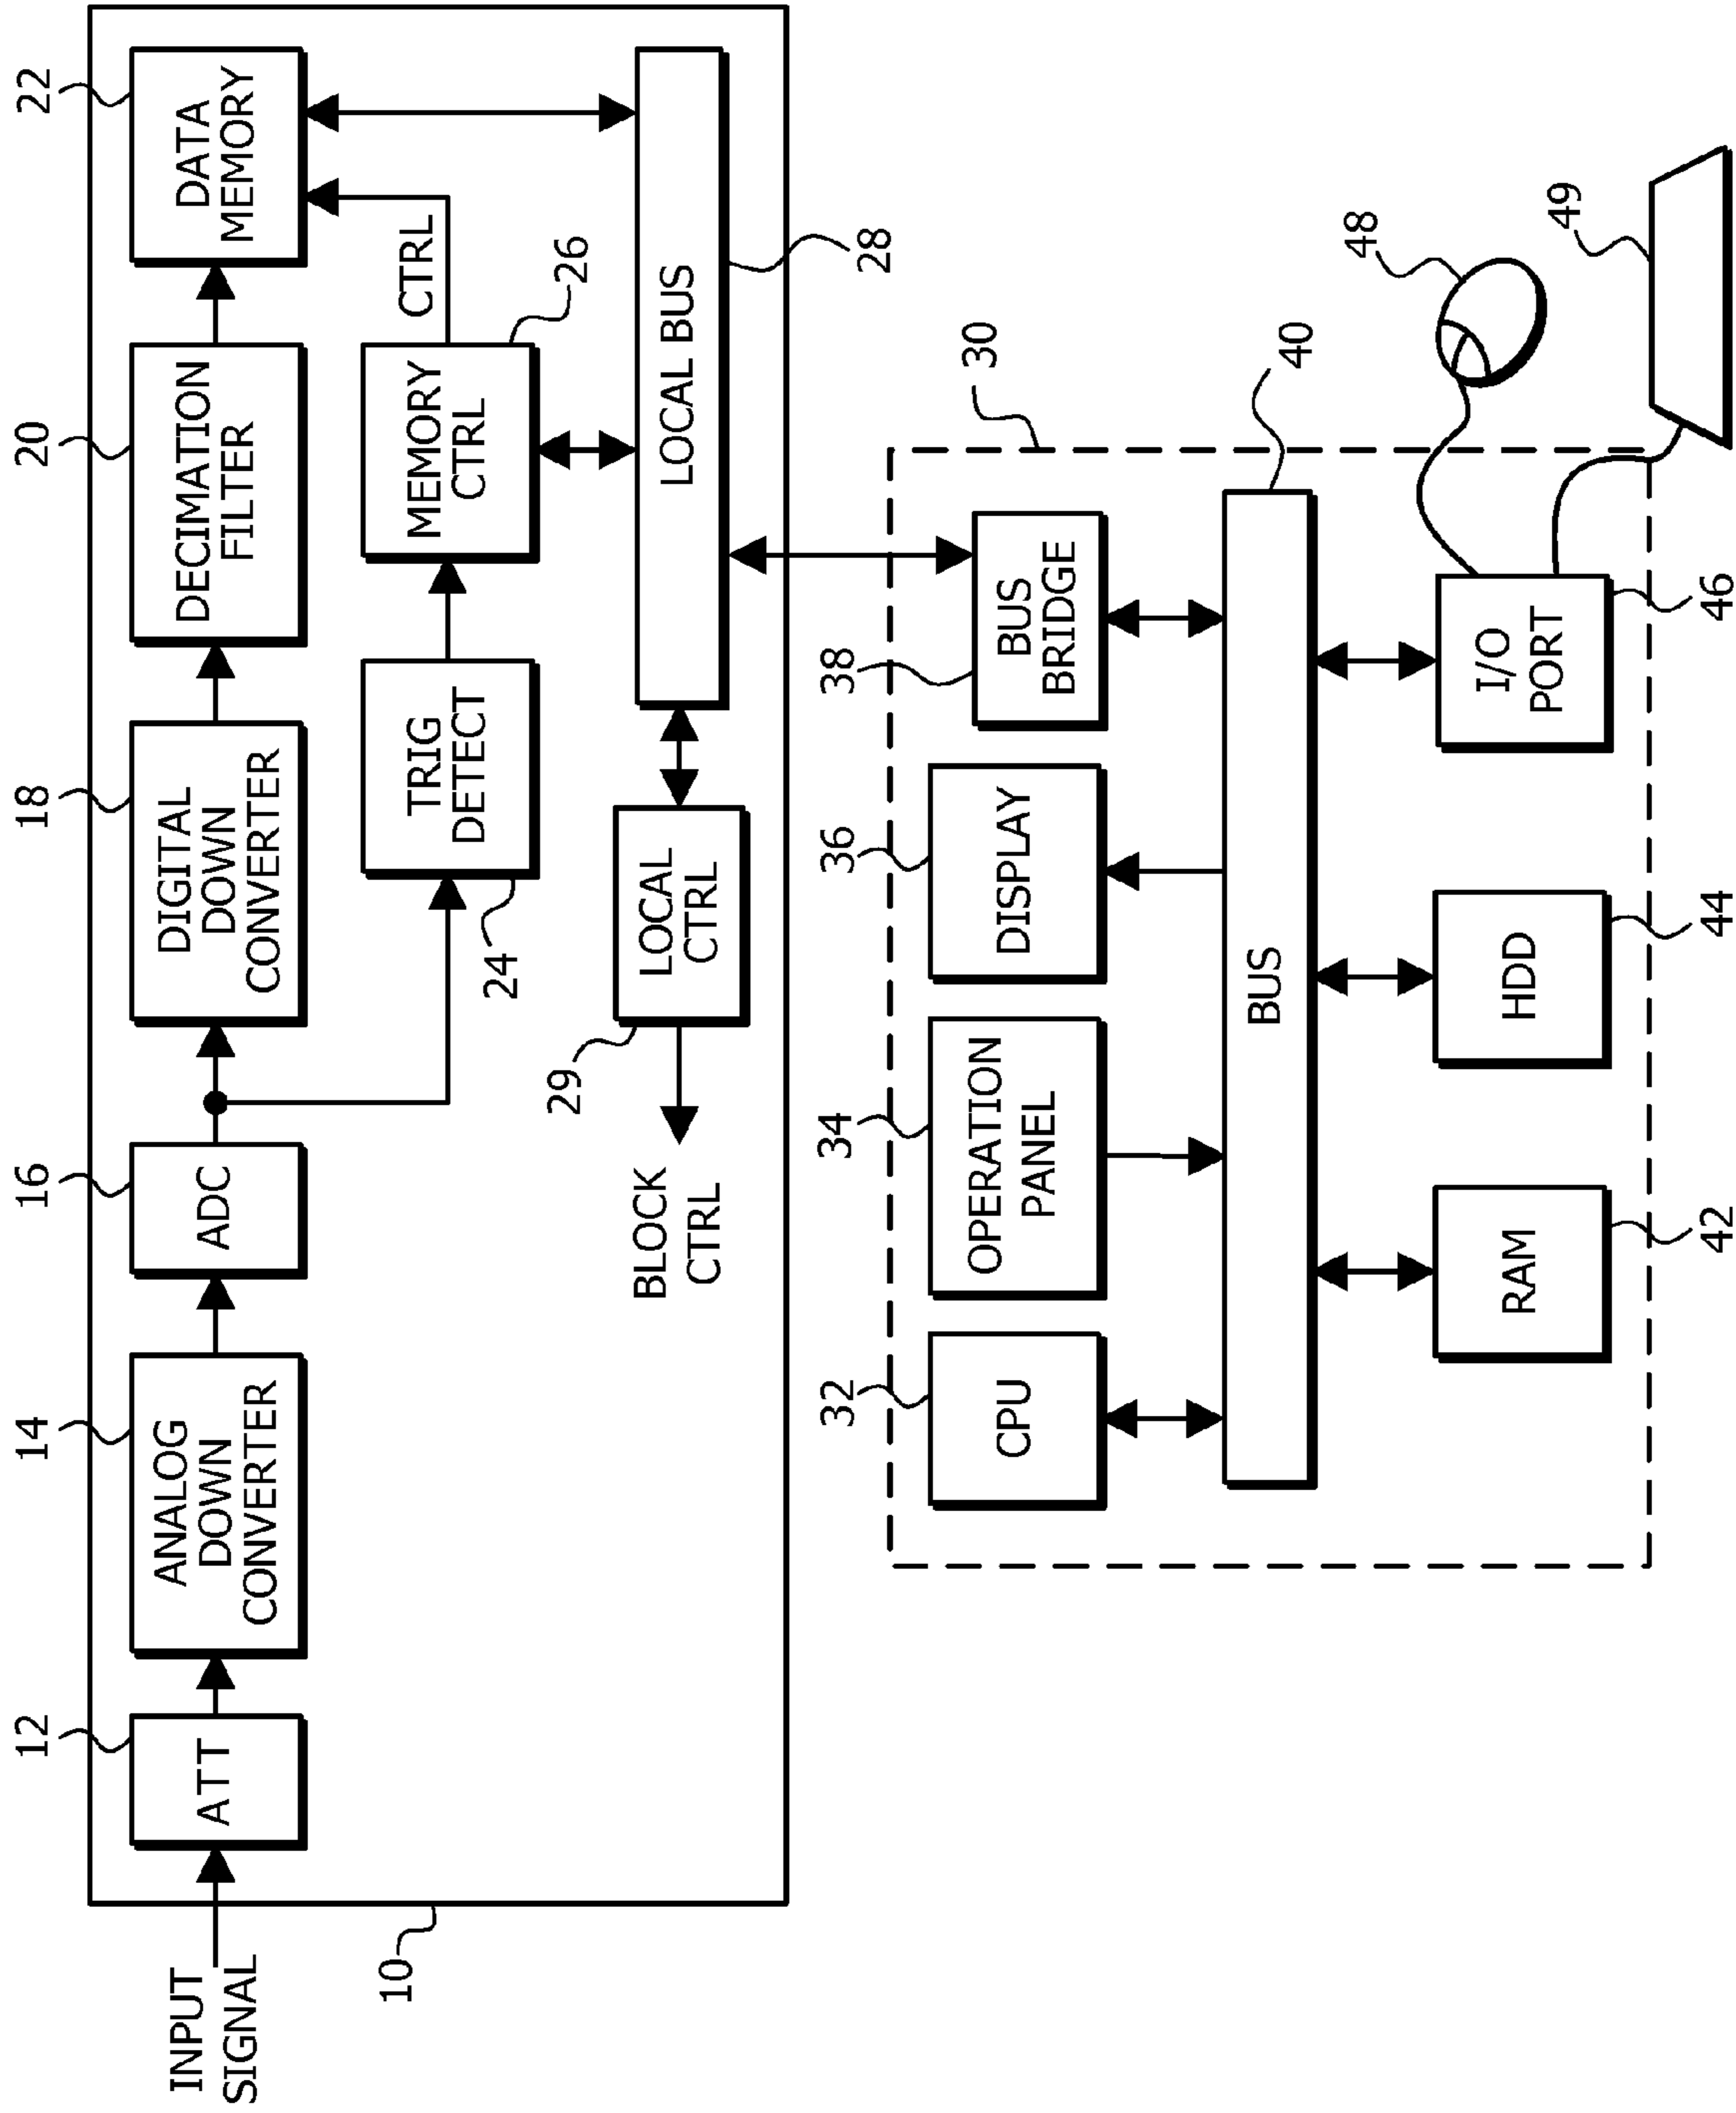 12
14
16
18
20
22
ATT
ANALOG
DOWN
CONVERTER
ADC
DIGITAL
DOWN
CONVERTER
DECIMATION
FILTER
DATA
MEMORY
INPUT
SIGNAL
10
24
TRIG
DETECT
MEMORY
CTRL
CTRL
26
29
BLOCK
CTRL
LOCAL
CTRL
LOCAL BUS
28
30
32
34
36
38
CPU
OPERATION
PANEL
DISPLAY
BUS
BRIDGE
BUS
40
48
RAM
HDD
I/O
PORT
49
42
44
46